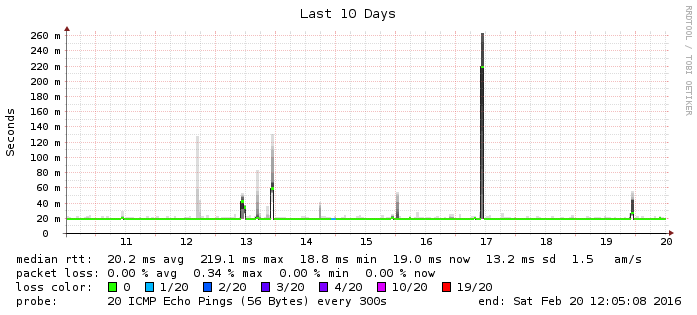 Last 10 Days
RRDTOOL / TOBI OETIKER
Seconds
260 m
240 m
220 m
200 m
180 m
160 m
140 m
120 m
100 m
80 m
60 m
40 m
20 m
0
11 12 13 14 15 16 17 18 19 20
median rtt: 20.2 ms avg 219.1 ms max 18.8 ms min 19.0 ms now 13.2 ms sd 1.5 am/s
packet loss: 0.00 % avg 0.34 % max 0.00 % min 0.00 % now
loss color: 0 1/20 2/20 3/20 4/20 10/20 19/20
probe: 20 ICMP Echo Pings (56 Bytes) every 300s end: Sat Feb 20 12:05:08 2016